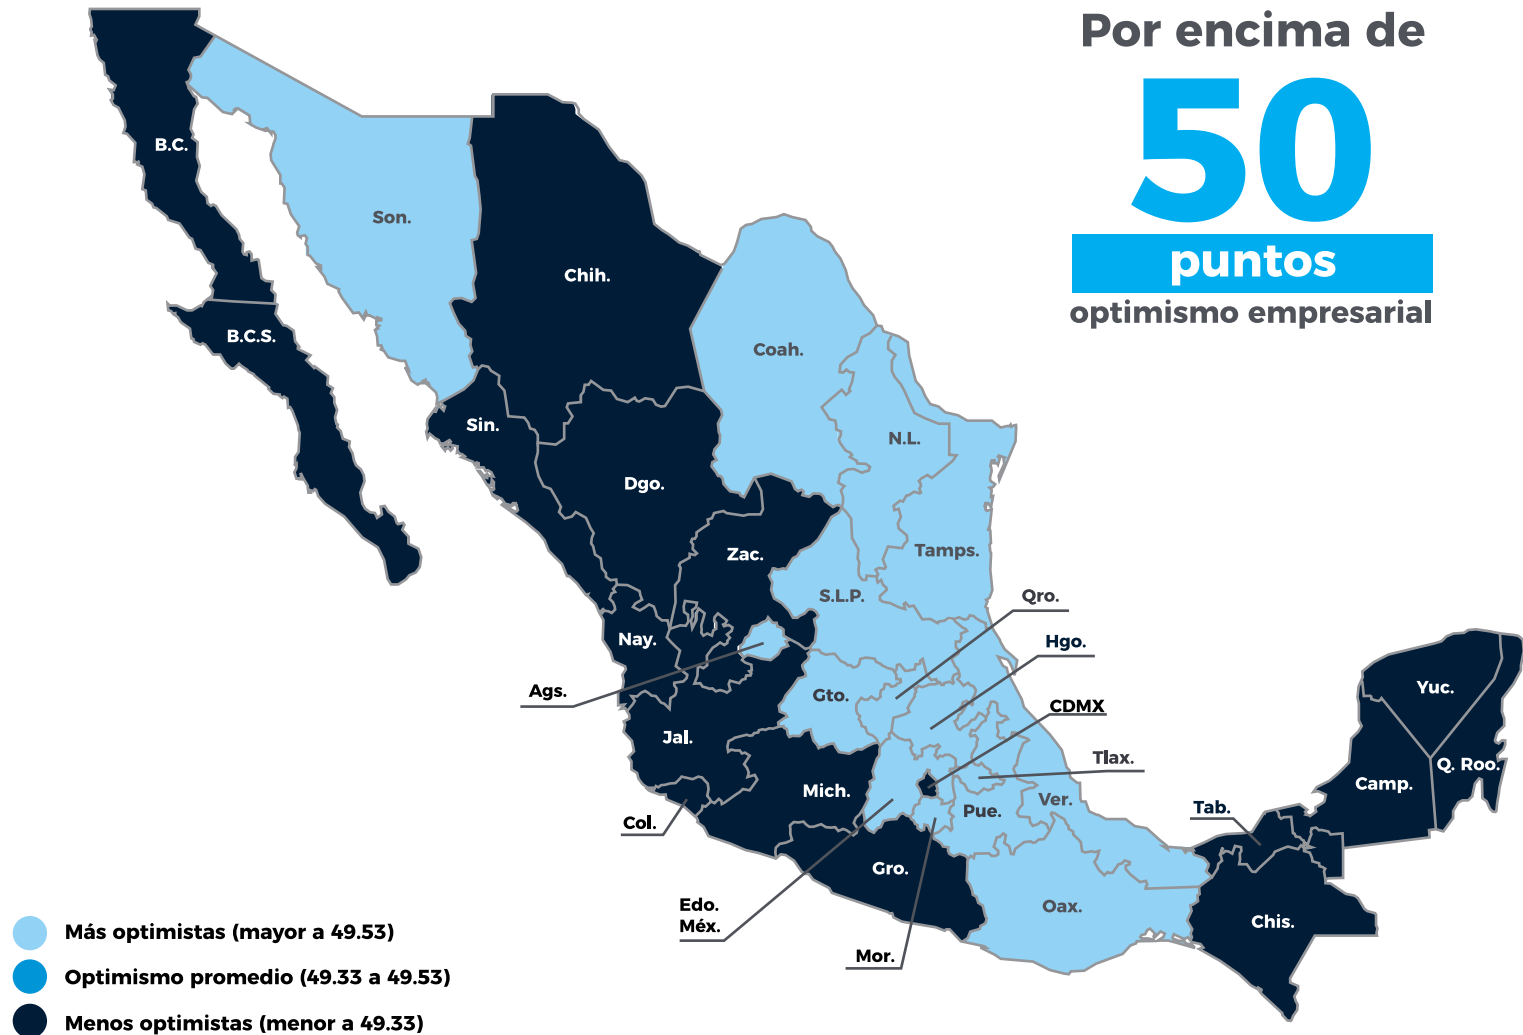 Por encima de
50
puntos
optimismo empresarial
B.C.
Son.
Chih.
B.C.S.
Coah.
Sin.
N.L.
Dgo.
Zac.
Tamps.
S.L.P.
Qro.
Nay.
Hgo.
Ags.
Gto.
CDMX
Jal.
Tlax.
Mich.
Col.
Pue.
Ver.
Tab.
Yuc.
Q. Roo.
Camp.
Gro.
Edo.
Méx.
Oax.
Chis.
Mor.
Más optimistas (mayor a 49.53)
Optimismo promedio (49.33 a 49.53)
Menos optimistas (menor a 49.33)